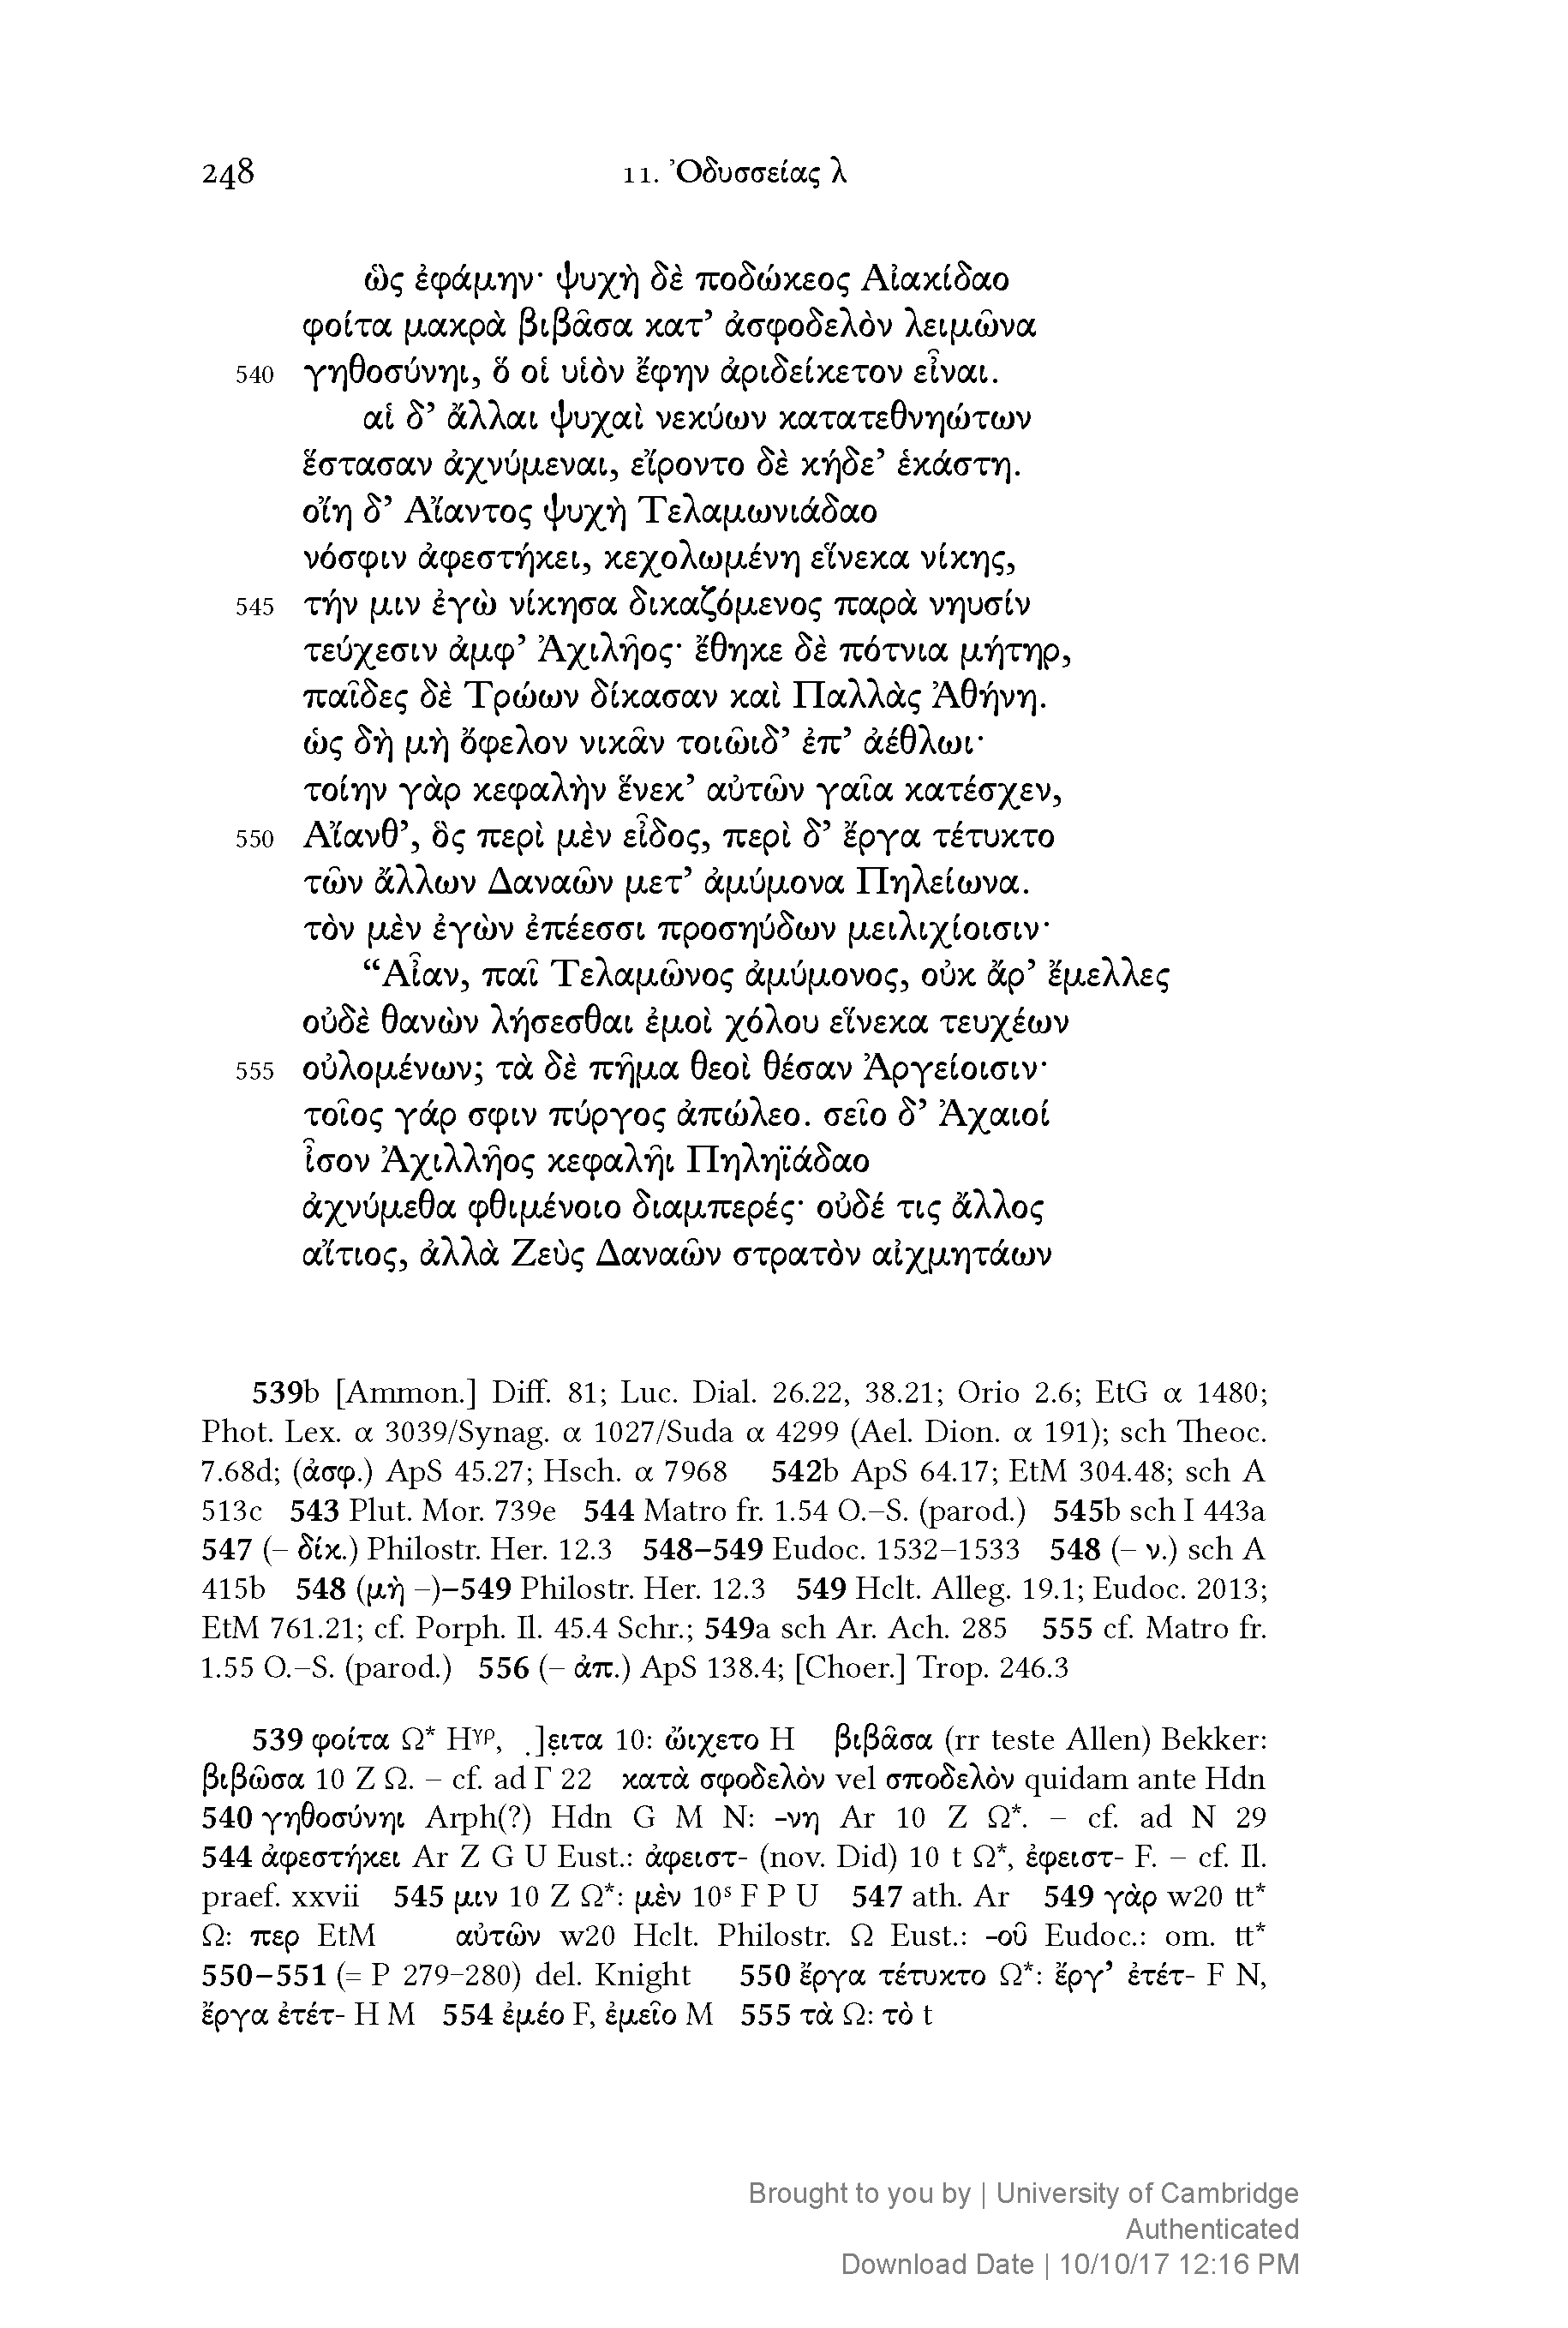 248
11. Ὀδυσσείας λ
ὣς ἐφάμην· ψυχὴ δὲ ποδώκεος Αἰακίδαο
φοίτα μακρὰ βιβᾶσα κατ’ ἀσφοδελὸν λειμῶνα
540 γηθοσύνηι, ὅ οἱ υἱὸν ἔφην ἀριδείκετον εἶναι.
αἱ δ’ ἄλλαι ψυχαὶ νεκύων κατατεθνηώτων
ἕστασαν ἀχνύμεναι, εἴροντο δὲ κήδε’ ἑκάστη.
οἴη δ’ Αἴαντος ψυχὴ Τελαμωνιάδαο
νόσφιν ἀφεστήκει, κεχολωμένη εἵνεκα νίκης,
545 τήν μιν ἐγὼ νίκησα δικαζόμενος παρὰ νηυσίν
τεύχεσιν ἀμφ’ Ἀχιλῆος· ἔθηκε δὲ πότνια μήτηρ,
παῖδες δὲ Τρώων δίκασαν καὶ Παλλὰς Ἀθήνη.
ὡς δὴ μὴ ὄφελον νικᾶν τοιῶιδ’ ἐπ’ ἀέθλωι·
τοίην γὰρ κεφαλὴν ἕνεκ’ αὐτῶν γαῖα κατέσχεν,
550 Αἴανθ’, ὃς περὶ μὲν εἶδος, περὶ δ’ ἔργα τέτυκτο
τῶν ἄλλων Δαναῶν μετ’ ἀμύμονα Πηλείωνα.
τὸν μὲν ἐγὼν ἐπέεσσι προσηύδων μειλιχίοισιν·
“Αἶαν, παῖ Τελαμῶνος ἀμύμονος, οὐκ ἄρ’ ἔμελλες
οὐδὲ θανὼν λήσεσθαι ἐμοὶ χόλου εἵνεκα τευχέων
555 οὐλομένων; τὰ δὲ πῆμα θεοὶ θέσαν Ἀργείοισιν·
τοῖος γάρ σφιν πύργος ἀπώλεο. σεῖο δ’ Ἀχαιοί
ἶσον Ἀχιλλῆος κεφαλῆι Πηληϊάδαο
ἀχνύμεθα φθιμένοιο διαμπερές· οὐδέ τις ἄλλος
αἴτιος, ἀλλὰ Ζεὺς Δαναῶν στρατὸν αἰχμητάων
539b [Ammon.] Diff. 81; Luc. Dial. 26.22, 38.21; Orio 2.6; EtG α 1480;
Phot. Lex. α 3039/Synag. α 1027/Suda α 4299 (Ael. Dion. α 191); sch Theoc.
7.68d; (ἀσφ.) ApS 45.27; Hsch. α 7968 542b ApS 64.17; EtM 304.48; sch A
513c 543 Plut. Mor. 739e 544 Matro fr. 1.54 O.–S. (parod.) 545b sch I 443a
547 (– δίκ.) Philostr. Her. 12.3 548–549 Eudoc. 1532–1533 548 (– ν.) sch A
415b 548 (μὴ –)–549 Philostr. Her. 12.3 549 Hclt. Alleg. 19.1; Eudoc. 2013;
EtM 761.21; cf. Porph. Il. 45.4 Schr.; 549a sch Ar. Ach. 285 555 cf. Matro fr.
1.55 O.–S. (parod.) 556 (– ἀπ.) ApS 138.4; [Choer.] Trop. 246.3
539 φοίτα Ω* Hγρ, .]ẹιτα 10: ὤιχετο H βιβᾶσα (rr teste Allen) Bekker:
βιβῶσα 10 Z Ω. – cf. ad Γ 22 κατὰ σφοδελὸν vel σποδελὸν quidam ante Hdn
540 γηθοσύνηι Arph(?) Hdn G M N: -νη Ar 10 Z Ω*. – cf. ad N 29
544 ἀφεστήκει Ar Z G U Eust.: ἀφειστ- (nov. Did) 10 t Ω*, ἐφειστ- F. – cf. Il.
praef. xxvii 545 μιν 10 Z Ω*: μὲν 10s F P U 547 ath. Ar 549 γὰρ w20 tt*
Ω: περ EtM αὐτῶν w20 Hclt. Philostr. Ω Eust.: -οῦ Eudoc.: om. tt*
550–551 (= P 279–280) del. Knight 550 ἔργα τέτυκτο Ω*: ἔργ’ ἐτέτ- F N,
ἔργα ἐτέτ- H M 554 ἐμέο F, ἐμεῖο M 555 τὰ Ω: τὸ t
Brought to you by | University of Cambridge
Authenticated
Download Date | 10/10/17 12:16 PM